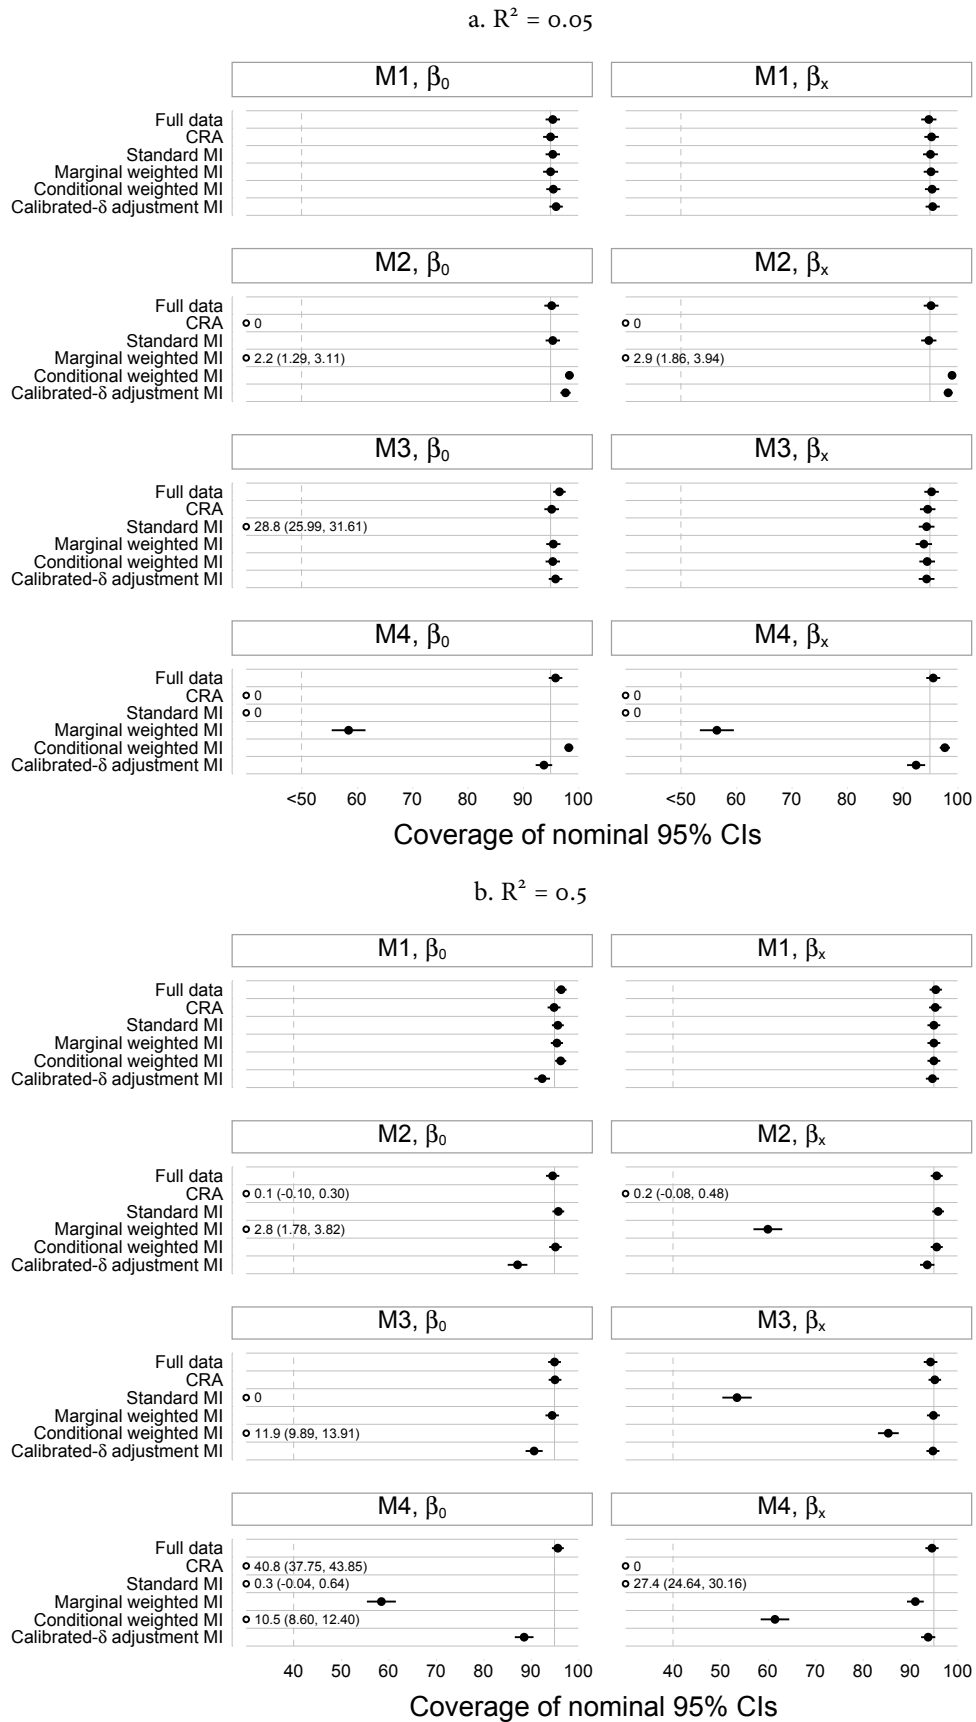 a. R² = 0.05
M1, β₀
M1, βₓ
Full data
CRA
Standard MI
Marginal weighted MI
Conditional weighted MI
Calibrated-δ adjustment MI
M2, β₀
M2, βₓ
Full data
CRA
0
0
Standard MI
Marginal weighted MI
2.2 (1.29, 3.11)
2.9 (1.86, 3.94)
Conditional weighted MI
Calibrated-δ adjustment MI
M3, β₀
M3, βₓ
Full data
CRA
Standard MI
28.8 (25.99, 31.61)
Marginal weighted MI
Conditional weighted MI
Calibrated-δ adjustment MI
M4, β₀
M4, βₓ
Full data
CRA
0
0
Standard MI
0
0
Marginal weighted MI
Conditional weighted MI
Calibrated-δ adjustment MI
<50 60 70 80 90 100
<50 60 70 80 90 100
Coverage of nominal 95% CIs
b. R² = 0.5
M1, β₀
M1, βₓ
Full data
CRA
Standard MI
Marginal weighted MI
Conditional weighted MI
Calibrated-δ adjustment MI
M2, β₀
M2, βₓ
Full data
CRA
0.1 (-0.10, 0.30)
0.2 (-0.08, 0.48)
Standard MI
Marginal weighted MI
2.8 (1.78, 3.82)
Conditional weighted MI
Calibrated-δ adjustment MI
M3, β₀
M3, βₓ
Full data
CRA
Standard MI
0
Marginal weighted MI
Conditional weighted MI
11.9 (9.89, 13.91)
Calibrated-δ adjustment MI
M4, β₀
M4, βₓ
Full data
CRA
40.8 (37.75, 43.85)
0
Standard MI
0.3 (-0.04, 0.64)
27.4 (24.64, 30.16)
Marginal weighted MI
Conditional weighted MI
10.5 (8.60, 12.40)
Calibrated-δ adjustment MI
40 50 60 70 80 90 100
40 50 60 70 80 90 100
Coverage of nominal 95% CIs